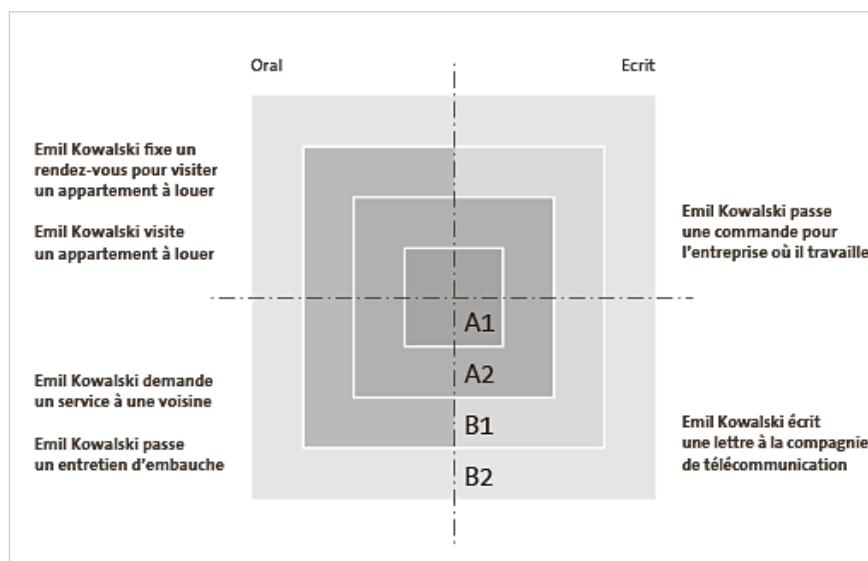 Oral
Ecrit
Emil Kowalski fixe un
rendez-vous pour visiter
un appartement à louer
Emil Kowalski visite
un appartement à louer
Emil Kowalski passe
une commande pour
l'entreprise où il travaille
A1
A2
B1
B2
Emil Kowalski demande
un service à une voisine
Emil Kowalski passe
un entretien d'embauche
Emil Kowalski écrit
une lettre à la compagnie
de télécommunication